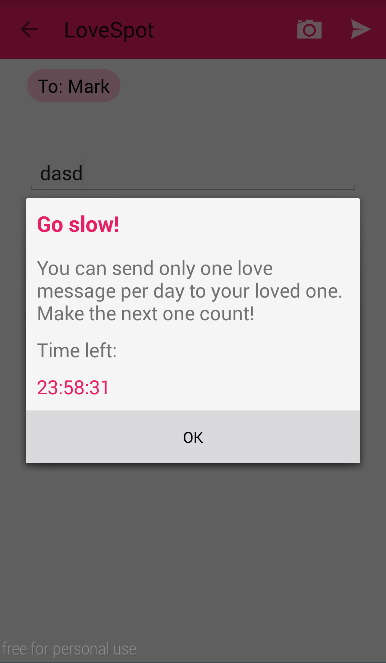 LoveSpot
To: Mark
dasd
Go slow!
You can send only one love
message per day to your loved one.
Make the next one count!
Time left:
23:58:31
OK
free for personal use